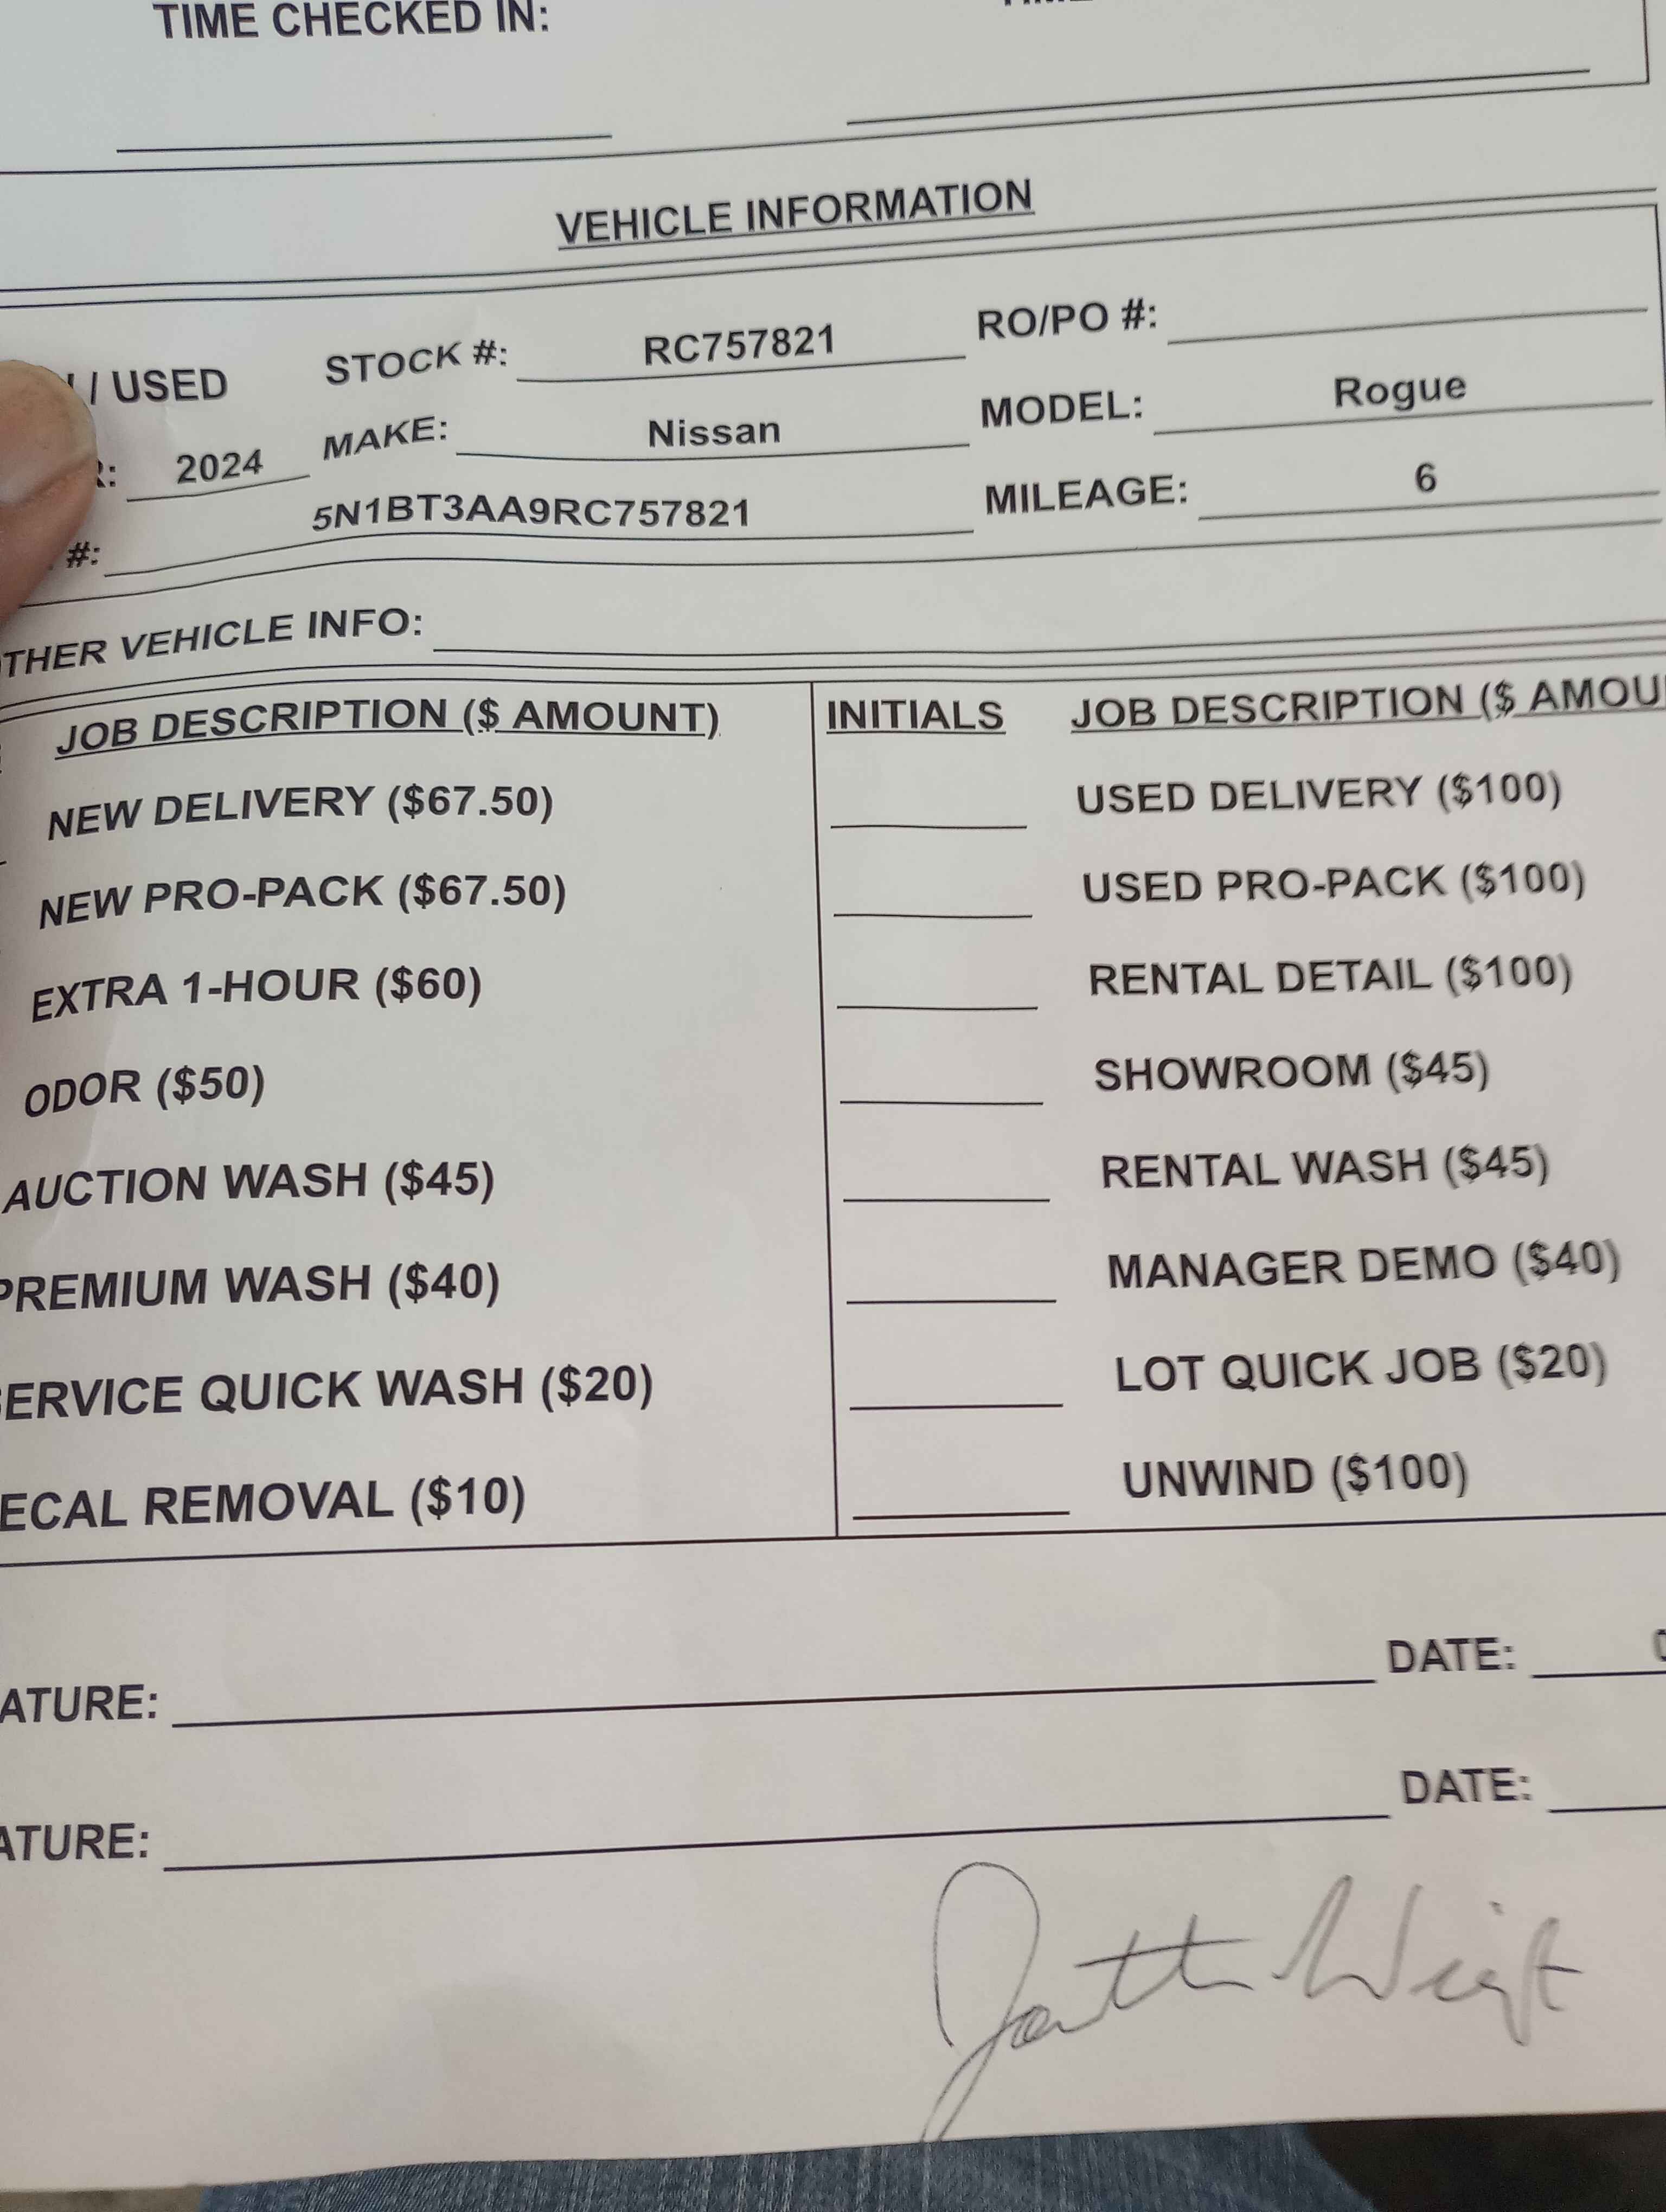 TIME CHECKED IN:
VEHICLE INFORMATION
/ USED STOCK #: RC757821 RO/PO #:
2024 MAKE: Nissan MODEL: Rogue
#: 5N1BT3AA9RC757821 MILEAGE: 6
THER VEHICLE INFO:
JOB DESCRIPTION ($ AMOUNT) INITIALS JOB DESCRIPTION ($ AMOU
NEW DELIVERY ($67.50) USED DELIVERY ($100)
NEW PRO-PACK ($67.50) USED PRO-PACK ($100)
EXTRA 1-HOUR ($60) RENTAL DETAIL ($100)
ODOR ($50) SHOWROOM ($45)
AUCTION WASH ($45) RENTAL WASH ($45)
PREMIUM WASH ($40) MANAGER DEMO ($40)
ERVICE QUICK WASH ($20) LOT QUICK JOB ($20)
ECAL REMOVAL ($10) UNWIND ($100)
ATURE: DATE:
ATURE: DATE: